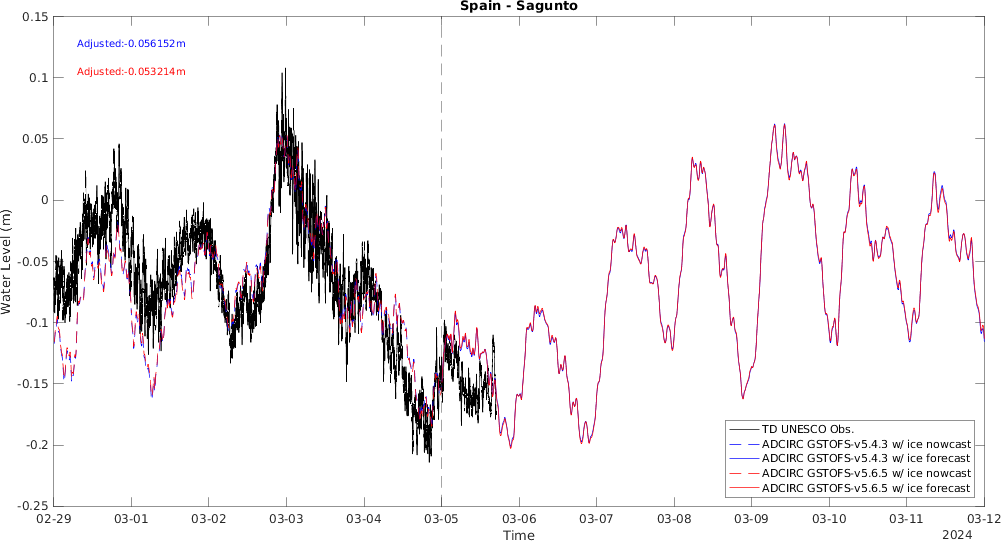 Spain - Sagunto
0.15
0.1
0.05
0
-0.05
-0.1
-0.15
-0.2
-0.25
Water Level (m)
Adjusted:-0.056152m
Adjusted:-0.053214m
TD UNESCO Obs.
ADCIRC GSTOFS-v5.4.3 w/ ice nowcast
ADCIRC GSTOFS-v5.4.3 w/ ice forecast
ADCIRC GSTOFS-v5.6.5 w/ ice nowcast
ADCIRC GSTOFS-v5.6.5 w/ ice forecast
02-29 03-01 03-02 03-03 03-04 03-05 03-06 03-07 03-08 03-09 03-10 03-11 03-12
Time
2024